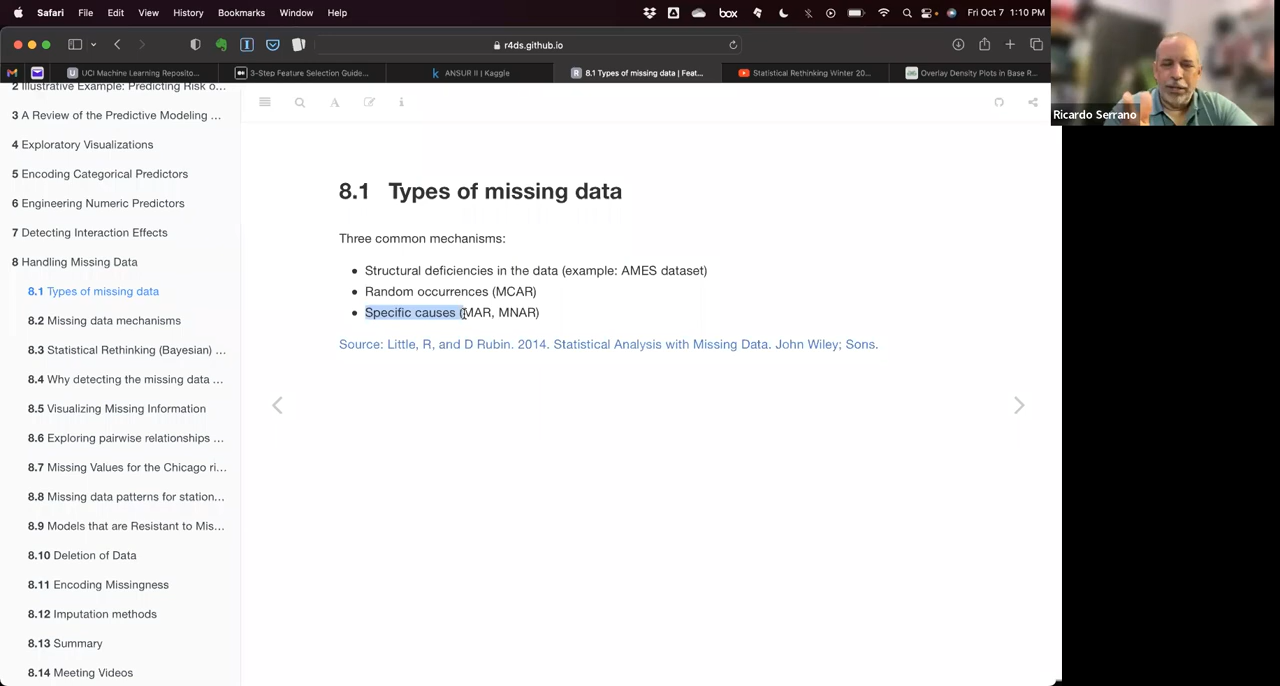 Safari File Edit View History Bookmarks Window Help box Fri Oct 7 1:10 PM
r4ds.github.io
UCI Machine Learning Reposito... 3-Step Feature Selection Guide... ANSUR II | Kaggle 8.1 Types of missing data | Feat... Statistical Rethinking Winter 20... Overlay Density Plots in Base R...
Ricardo Serrano
2 Illustrative Example: Predicting Risk o...
3 A Review of the Predictive Modeling ...
4 Exploratory Visualizations
5 Encoding Categorical Predictors
6 Engineering Numeric Predictors
7 Detecting Interaction Effects
8 Handling Missing Data
8.1 Types of missing data
8.2 Missing data mechanisms
8.3 Statistical Rethinking (Bayesian) ...
8.4 Why detecting the missing data ...
8.5 Visualizing Missing Information
8.6 Exploring pairwise relationships ...
8.7 Missing Values for the Chicago ri...
8.8 Missing data patterns for station...
8.9 Models that are Resistant to Mis...
8.10 Deletion of Data
8.11 Encoding Missingness
8.12 Imputation methods
8.13 Summary
8.14 Meeting Videos
8.1 Types of missing data
Three common mechanisms:
• Structural deficiencies in the data (example: AMES dataset)
• Random occurrences (MCAR)
• Specific causes (MAR, MNAR)
Source: Little, R, and D Rubin. 2014. Statistical Analysis with Missing Data. John Wiley; Sons.